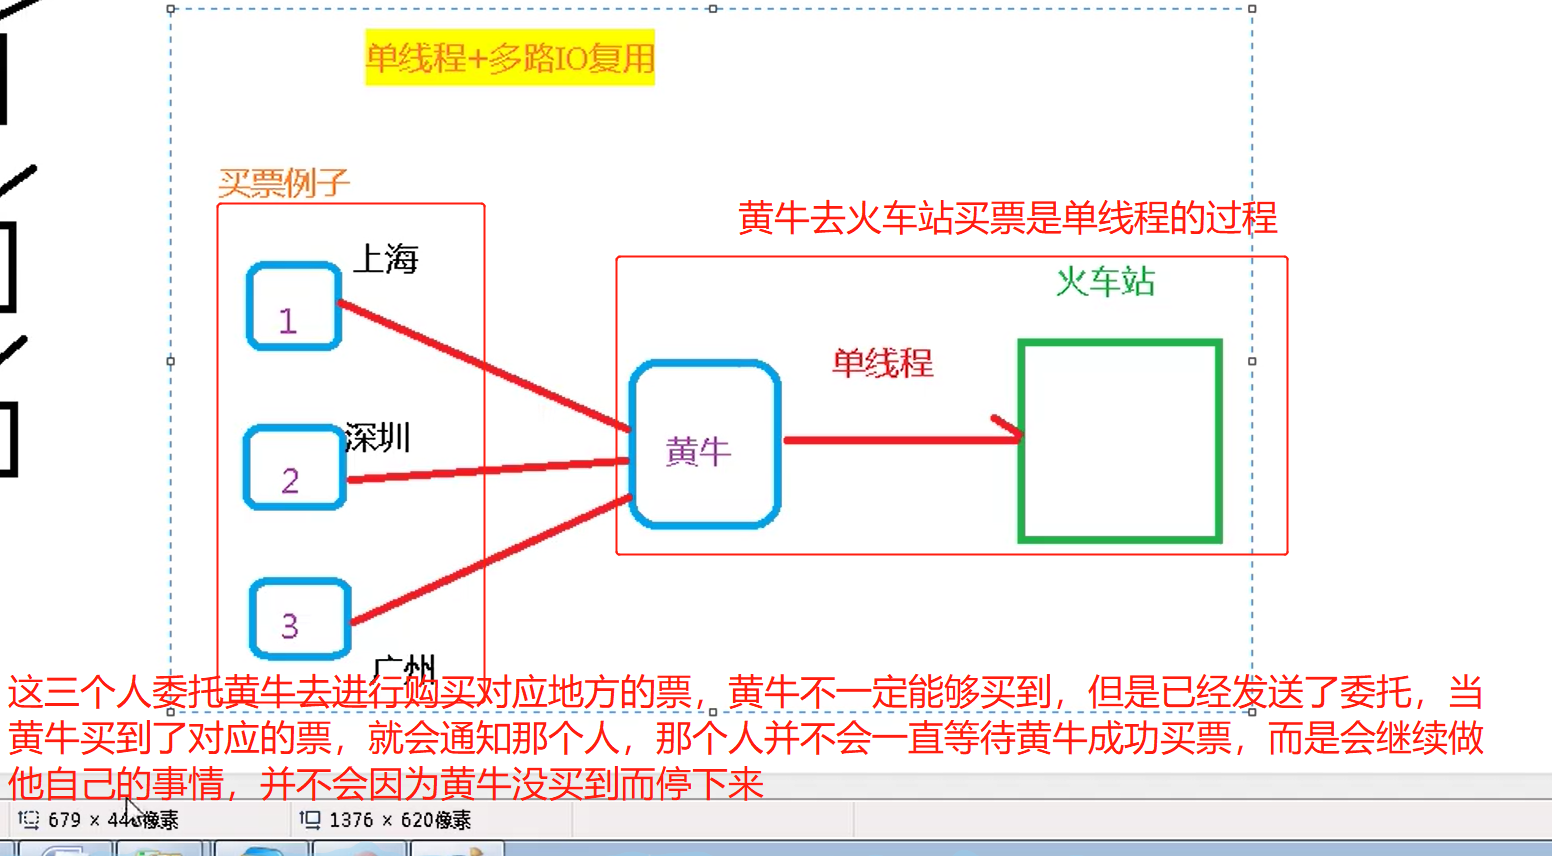 单线程+多路IO复用
买票例子
黄牛去火车站买票是单线程的过程
上海
火车站
1
单线程
深圳
黄牛
2
3
广州
这三个人委托黄牛去进行购买对应地方的票，黄牛不一定能够买到，但是已经发送了委托，当
黄牛买到了对应的票，就会通知那个人，那个人并不会一直等待黄牛成功买票，而是会继续做
他自己的事情，并不会因为黄牛没买到而停下来
679 × 44像素
1376 × 620像素